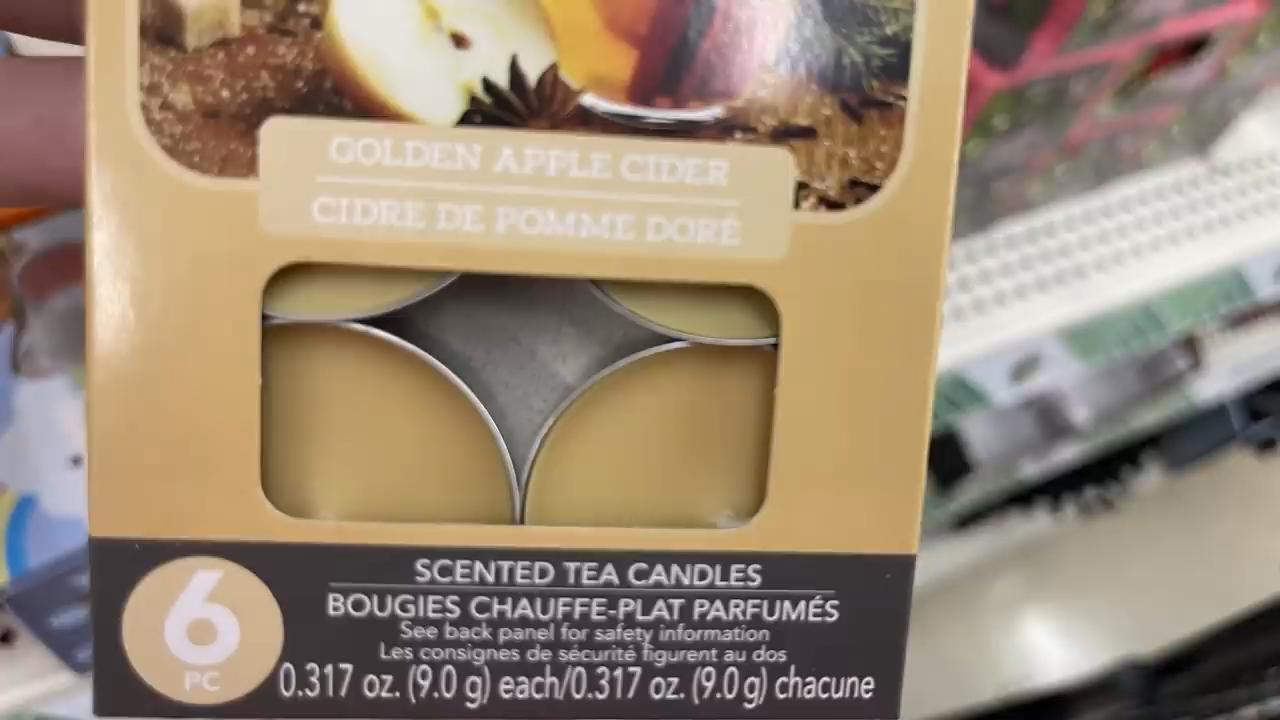 GOLDEN APPLE CIDER
CIDRE DE POMME DORÉ
SCENTED TEA CANDLES
BOUGIES CHAUFFE-PLAT PARFUMÉS
See back panel for safety information
Les consignes de sécurité figurent au dos
6
PC
0.317 oz. (9.0 g) each/0.317 oz. (9.0 g) chacune